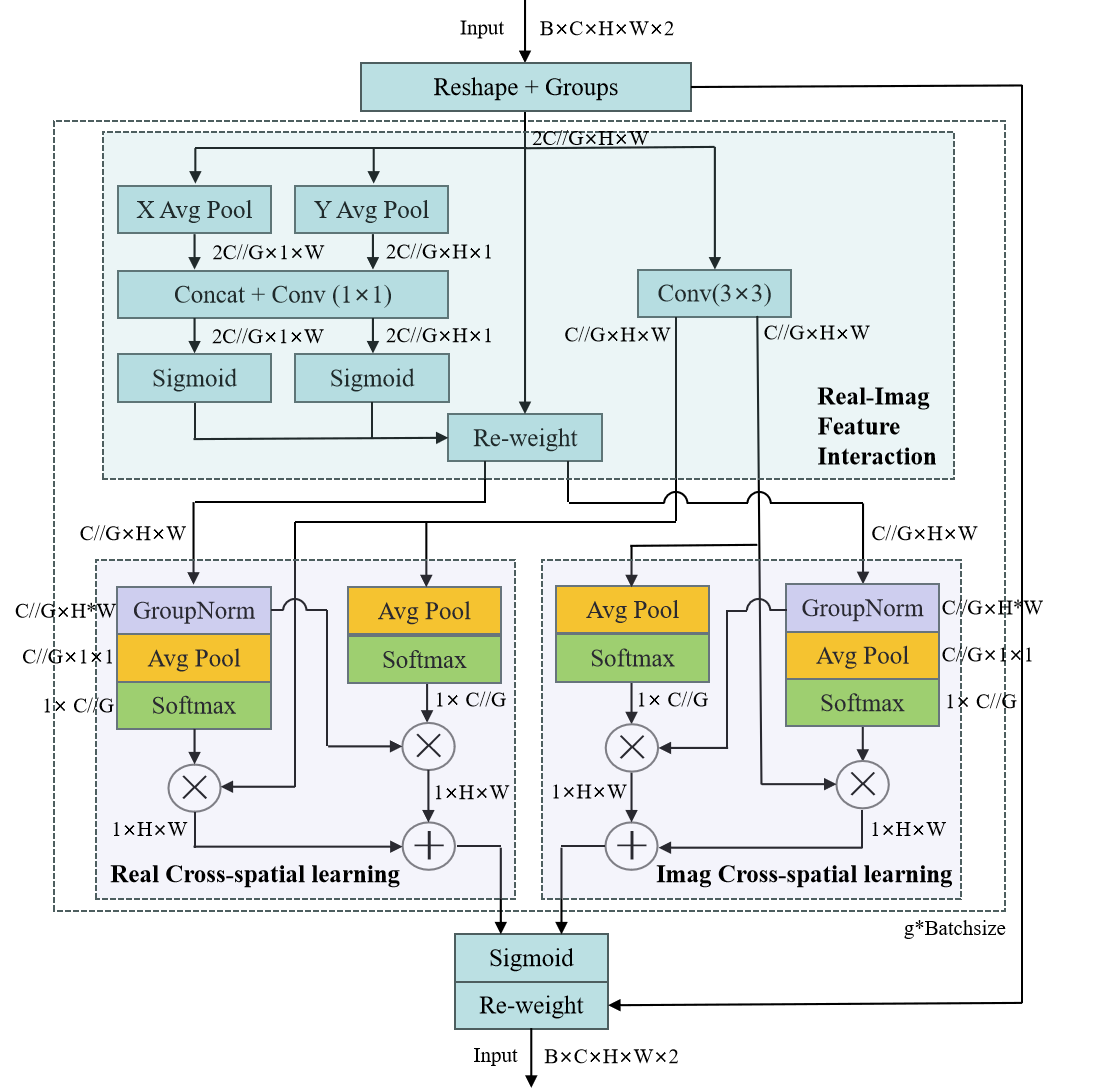 Input B×C×H×W×2
Reshape + Groups
2C//G×H×W
X Avg Pool
Y Avg Pool
2C//G×1×W
2C//G×H×1
Concat + Conv (1×1)
Conv(3×3)
2C//G×1×W
2C//G×H×1
C//G×H×W
C//G×H×W
Sigmoid
Sigmoid
Real-Imag
Feature
Interaction
Re-weight
C//G×H×W
C//G×H×W
C//G×H*W
GroupNorm
Avg Pool
Avg Pool
GroupNorm
C//G×H*W
C//G×1×1
Avg Pool
Softmax
Softmax
Avg Pool
C//G×1×1
1× C//G
Softmax
1× C//G
1× C//G
Softmax
1× C//G
1×H×W
1×H×W
1×H×W
1×H×W
Real Cross-spatial learning
Imag Cross-spatial learning
g*Batchsize
Sigmoid
Re-weight
Input B×C×H×W×2